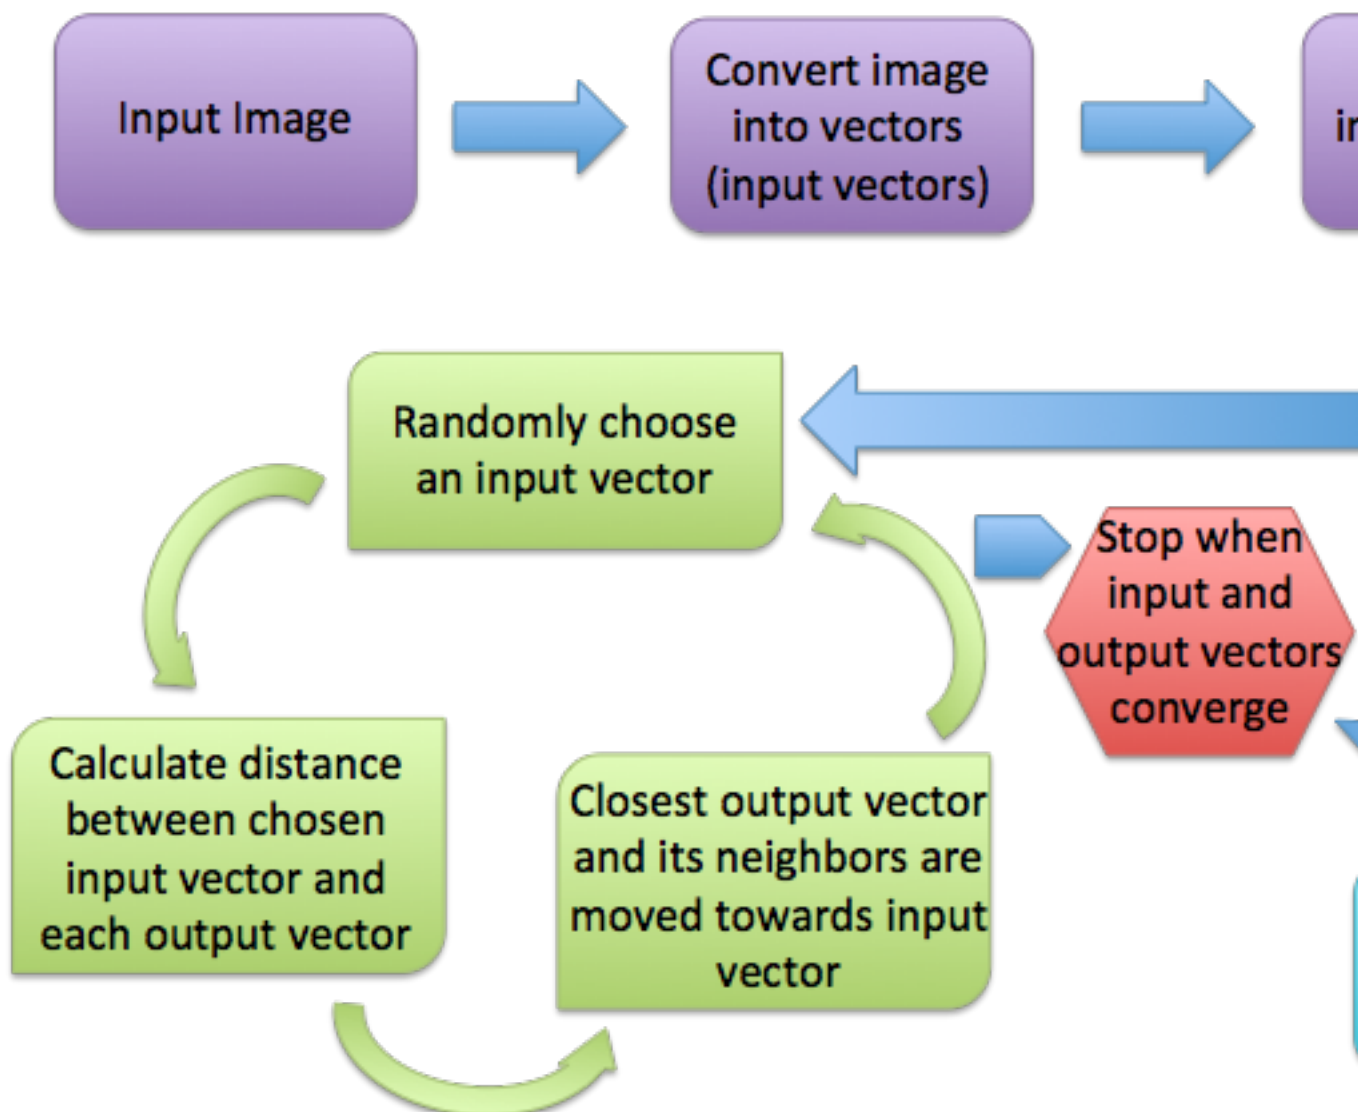 Input Image
Convert image
into vectors
(input vectors)
Randomly choose
an input vector
Stop when
input and
output vectors
converge
Calculate distance
between chosen
input vector and
each output vector
Closest output vector
and its neighbors are
moved towards input
vector